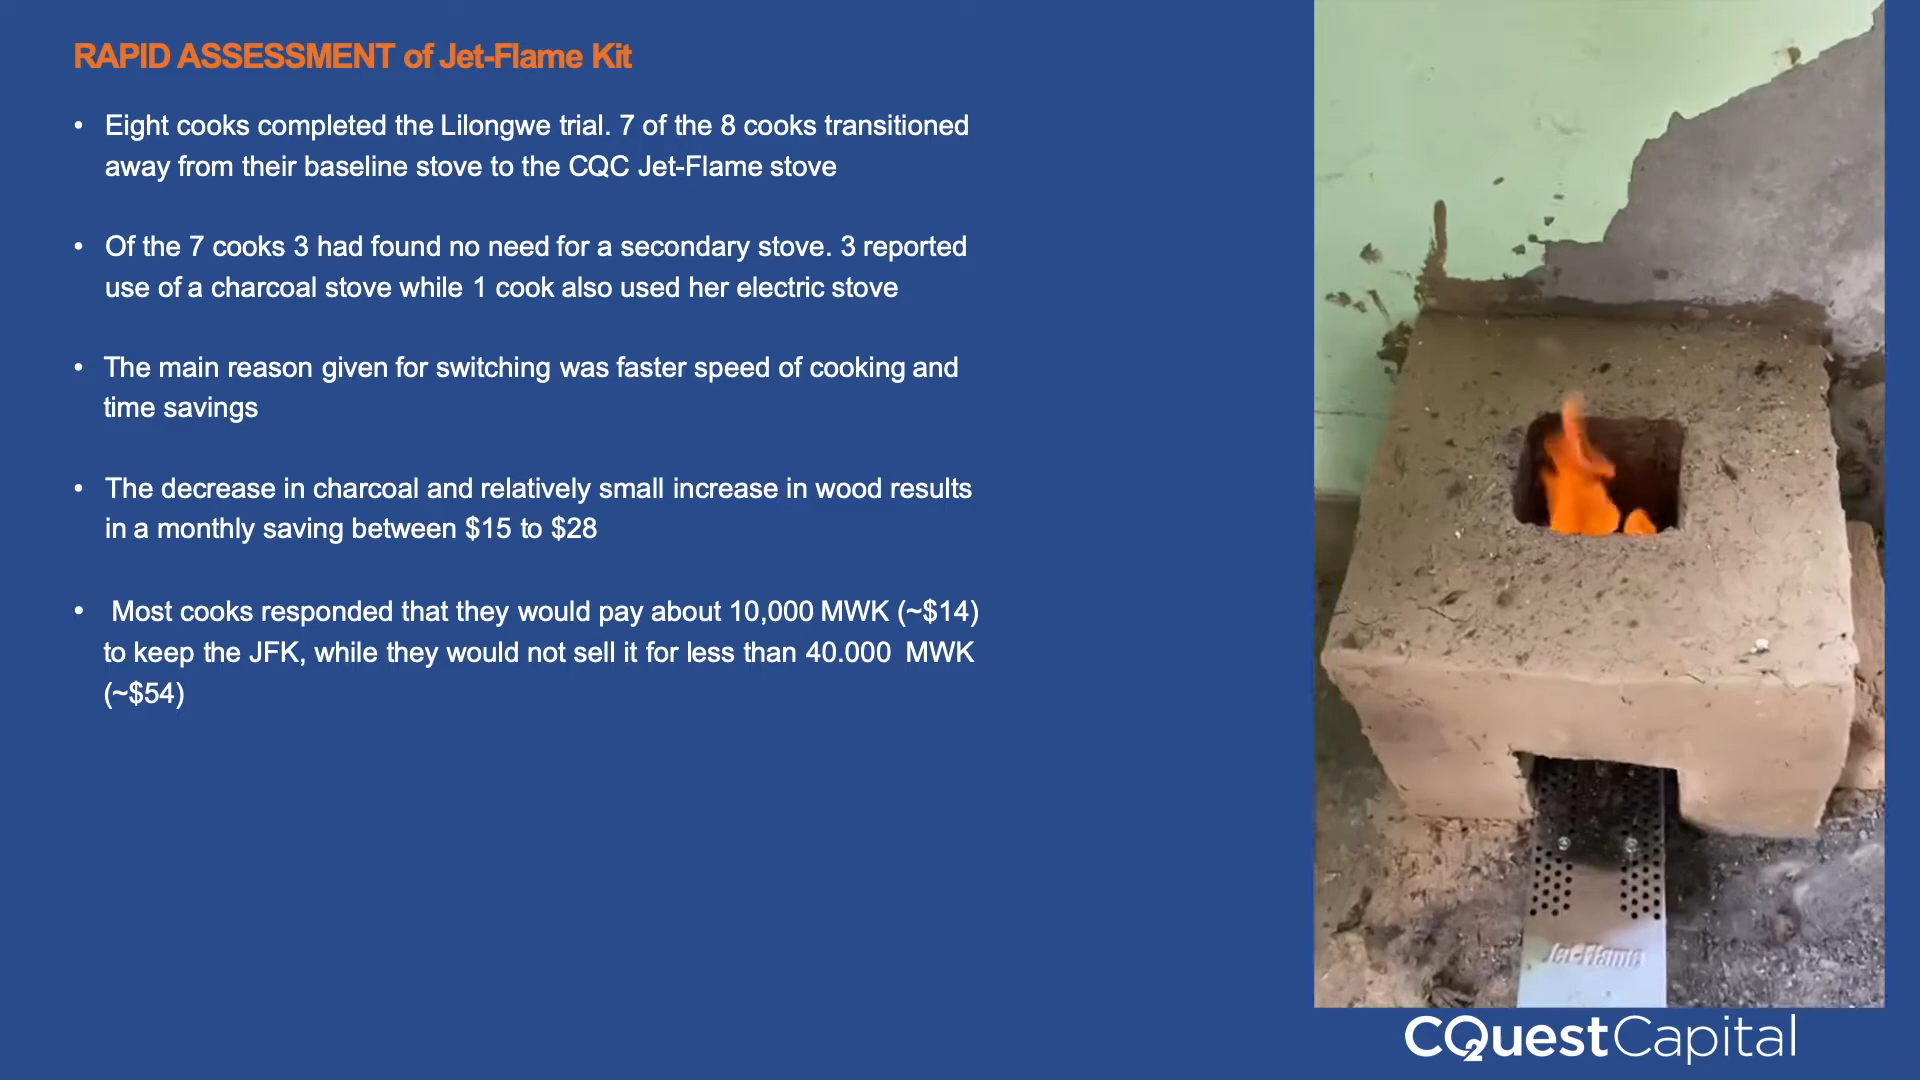 RAPID ASSESSMENT of Jet-Flame Kit
• Eight cooks completed the Lilongwe trial. 7 of the 8 cooks transitioned
away from their baseline stove to the CQC Jet-Flame stove
• Of the 7 cooks 3 had found no need for a secondary stove. 3 reported
use of a charcoal stove while 1 cook also used her electric stove
• The main reason given for switching was faster speed of cooking and
time savings
• The decrease in charcoal and relatively small increase in wood results
in a monthly saving between $15 to $28
• Most cooks responded that they would pay about 10,000 MWK (~$14)
to keep the JFK, while they would not sell it for less than 40.000 MWK
(~$54)
Jet-Flame
CQ2uestCapital